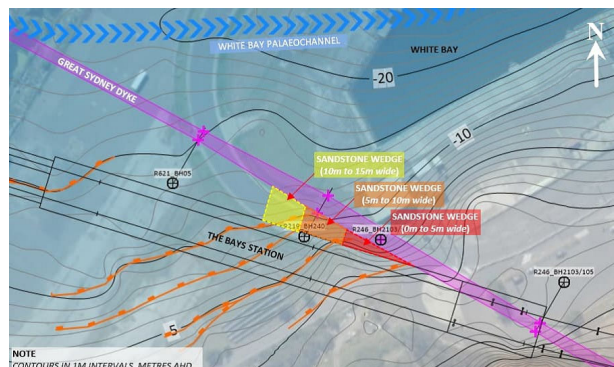 WHITE BAY PALAEOCHANNEL
WHITE BAY
N
GREAT SYDNEY DYKE
-20
-10
SANDSTONE WEDGE
(10m to 15m wide)
R621_BH05
SANDSTONE WEDGE
(5m to 10m wide)
SANDSTONE WEDGE
(0m to 5m wide)
R246_BH2101
THE BAYS STATION
R246_BH2103/105
5
NOTE
CONTOURS IN 1M INTERVALS, METRES AHD